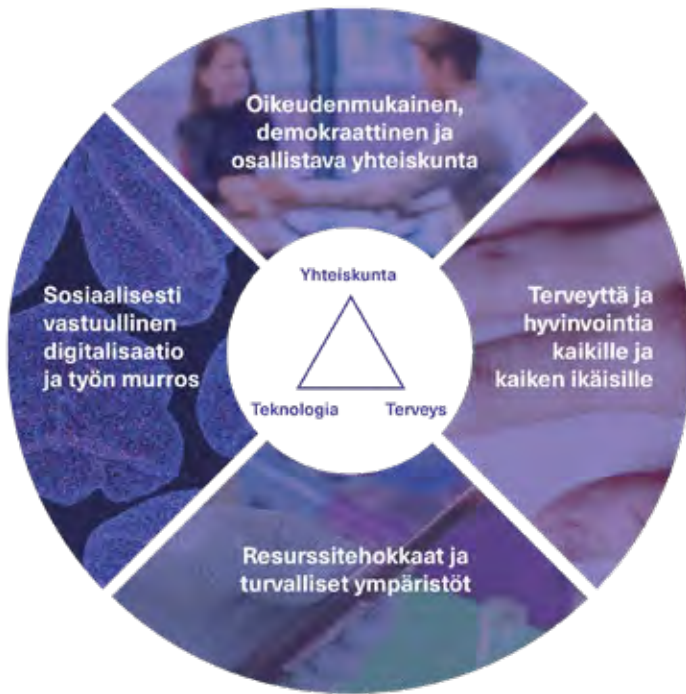 Oikeudenmukainen,
demokraattinen ja
osallistava yhteiskunta
Sosiaalisesti
vastuullinen
digitalisaatio
ja työn murros
Yhteiskunta
Teknologia
Terveys
Terveyttä ja
hyvinvointia
kaikille ja
kaiken ikäisille
Resurssitehokkaat ja
turvalliset ympäristöt